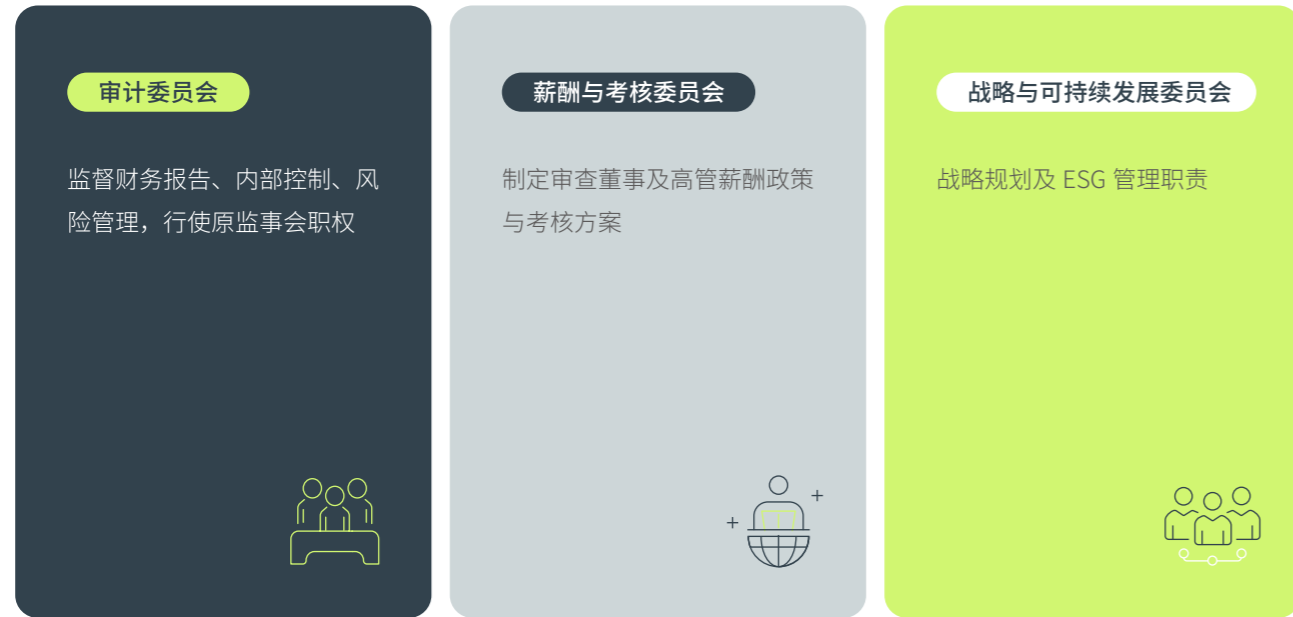 审计委员会
监督财务报告、内部控制、风
险管理，行使原监事会职权
薪酬与考核委员会
制定审查董事及高管薪酬政策
与考核方案
战略与可持续发展委员会
战略规划及 ESG 管理职责